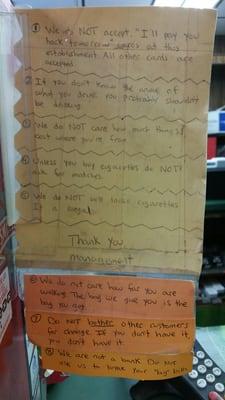 ① We do NOT accept "I'll pay you
back tomorrow" cards at this
establishment. All other cards are
accepted.
② If you don't know the name of
what you drink you probably shouldn't
be drinking.
③ We do NOT care how much things
cost where you're from
④ Unless you buy cigarettes do NOT
ask for matches.
⑤ We do NOT sell loose cigarettes
it's illegal.
Thank you
management
⑥ We do not care how far you are
walking. The bag we give you is the
bag you get.
⑦ Do NOT bother other customers
for change. If you don't have it
you don't have it.
⑧ We are not a bank. Do not
ask us to break your "big" bills